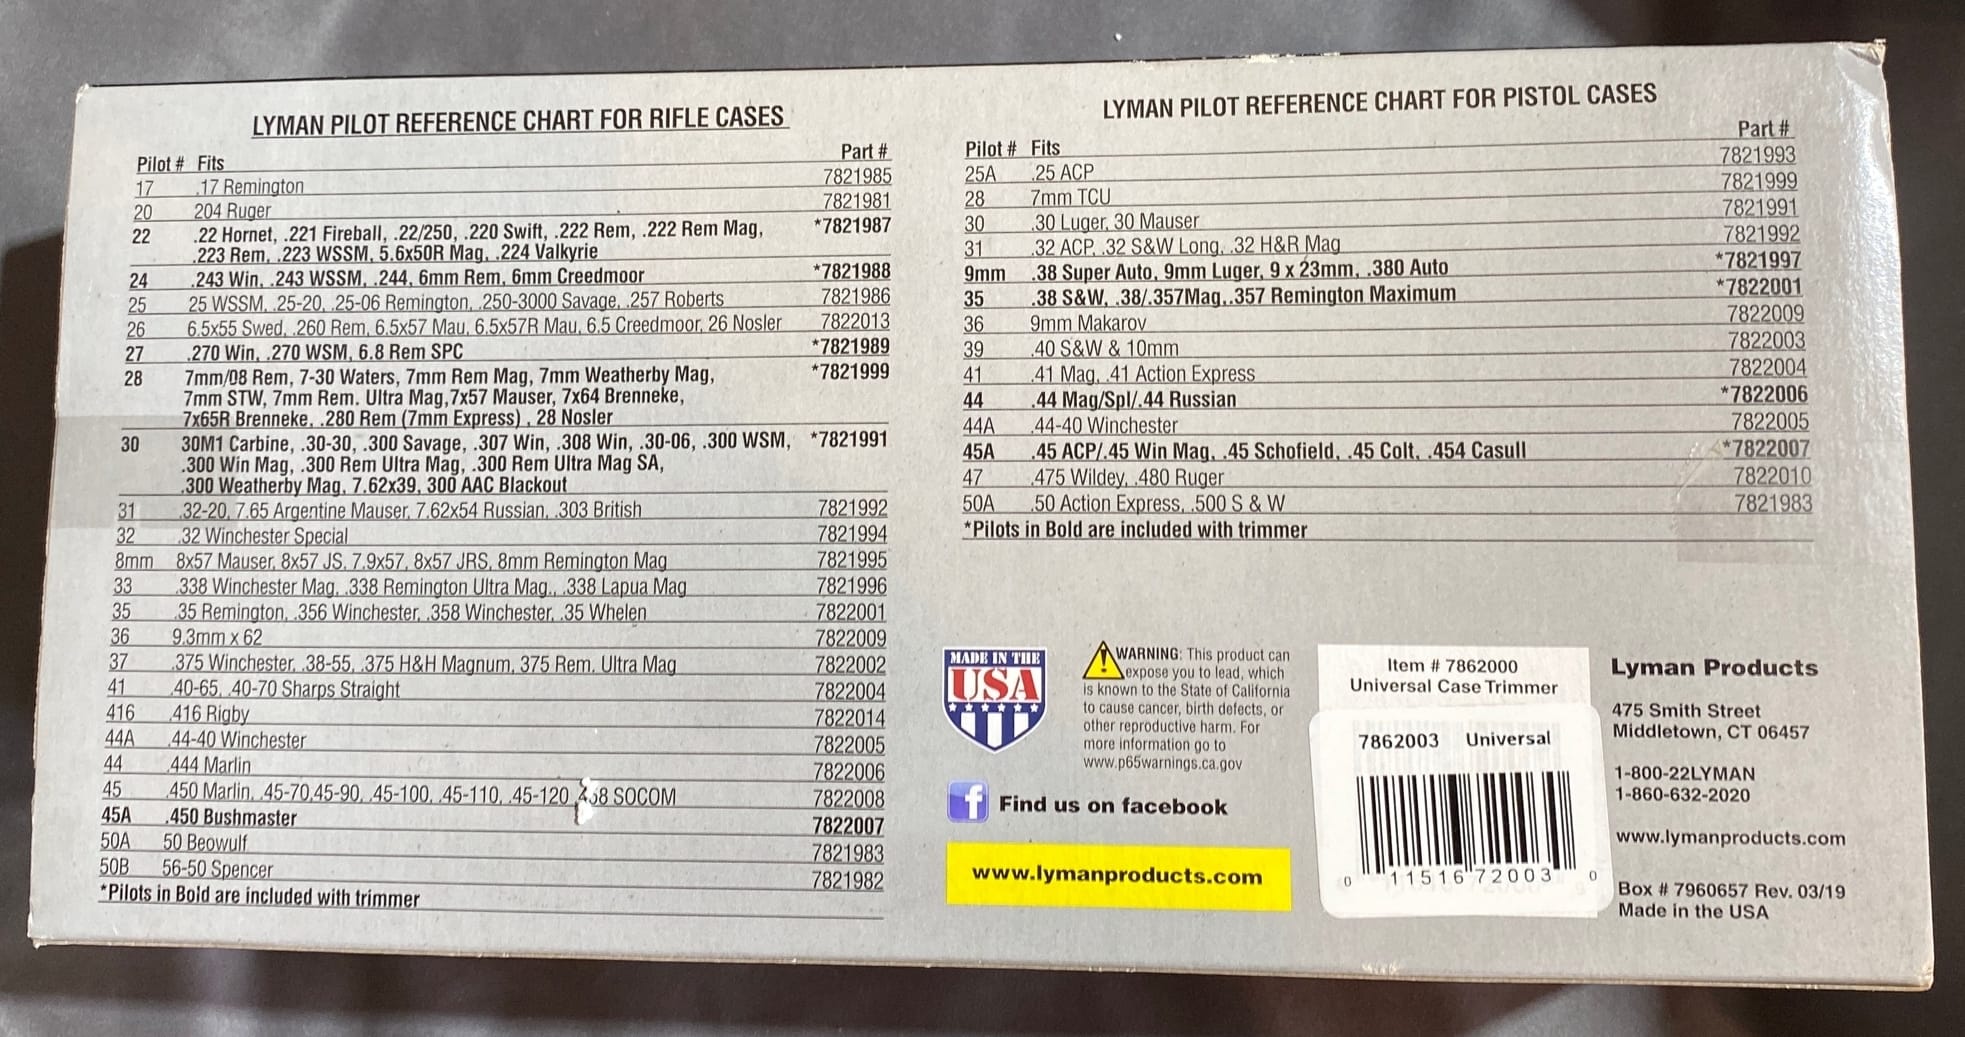 LYMAN PILOT REFERENCE CHART FOR RIFLE CASES
Pilot # Fits Part #
17 .17 Remington 7821985
20 204 Ruger 7821981
22 .22 Hornet, .221 Fireball, .22/250, .220 Swift, .222 Rem, .222 Rem Mag, *7821987
.223 Rem, .223 WSSM, 5.6x50R Mag, .224 Valkyrie
24 .243 Win, .243 WSSM, .244, 6mm Rem, 6mm Creedmoor *7821988
25 25 WSSM, .25-20, .25-06 Remington, .250-3000 Savage, .257 Roberts 7821986
26 6.5x55 Swed, .260 Rem, 6.5x57 Mau, 6.5x57R Mau, 6.5 Creedmoor, 26 Nosler 7822013
27 .270 Win, .270 WSM, 6.8 Rem SPC *7821989
28 7mm/08 Rem, 7-30 Waters, 7mm Rem Mag, 7mm Weatherby Mag, *7821999
7mm STW, 7mm Rem. Ultra Mag,7x57 Mauser, 7x64 Brenneke,
7x65R Brenneke, .280 Rem (7mm Express) , 28 Nosler
30 30M1 Carbine, .30-30, .300 Savage, .307 Win, .308 Win, .30-06, .300 WSM, *7821991
.300 Win Mag, .300 Rem Ultra Mag, .300 Rem Ultra Mag SA,
.300 Weatherby Mag, 7.62x39, 300 AAC Blackout
31 .32-20, 7.65 Argentine Mauser, 7.62x54 Russian, .303 British 7821992
32 .32 Winchester Special 7821994
8mm 8x57 Mauser, 8x57 JS, 7.9x57, 8x57 JRS, 8mm Remington Mag 7821995
33 .338 Winchester Mag, .338 Remington Ultra Mag., .338 Lapua Mag 7821996
35 .35 Remington, .356 Winchester, .358 Winchester, .35 Whelen 7822001
36 9.3mm x 62 7822009
37 .375 Winchester, .38-55, .375 H&H Magnum, 375 Rem. Ultra Mag 7822002
41 .40-65, .40-70 Sharps Straight 7822004
416 .416 Rigby 7822014
44A .44-40 Winchester 7822005
44 .444 Marlin 7822006
45 .450 Marlin, .45-70,45-90, .45-100, .45-110, .45-120 SOCOM 7822008
45A .450 Bushmaster 7822007
50A 50 Beowulf 7821983
50B 56-50 Spencer 7821982
*Pilots in Bold are included with trimmer
LYMAN PILOT REFERENCE CHART FOR PISTOL CASES
Pilot # Fits Part #
25A .25 ACP 7821993
28 7mm TCU 7821999
30 .30 Luger, 30 Mauser 7821991
31 .32 ACP, .32 S&W Long, .32 H&R Mag 7821992
9mm .38 Super Auto, 9mm Luger, 9 x 23mm, .380 Auto *7821997
35 .38 S&W, .38/.357Mag,.357 Remington Maximum *7822001
36 9mm Makarov 7822009
39 .40 S&W & 10mm 7822003
41 .41 Mag, .41 Action Express 7822004
44 .44 Mag/Spl/.44 Russian *7822006
44A .44-40 Winchester 7822005
45A .45 ACP/.45 Win Mag, .45 Schofield, .45 Colt, .454 Casull *7822007
47 .475 Wildey, .480 Ruger 7822010
50A .50 Action Express, .500 S & W 7821983
*Pilots in Bold are included with trimmer
MADE IN THE
USA
WARNING: This product can
expose you to lead, which
is known to the State of California
to cause cancer, birth defects, or
other reproductive harm. For
more information go to
www.p65warnings.ca.gov
f Find us on facebook
www.lymanproducts.com
Item # 7862000
Universal Case Trimmer
7862003 Universal
0 11516 72003 0
Lyman Products
475 Smith Street
Middletown, CT 06457
1-800-22LYMAN
1-860-632-2020
www.lymanproducts.com
Box # 7960657 Rev. 03/19
Made in the USA